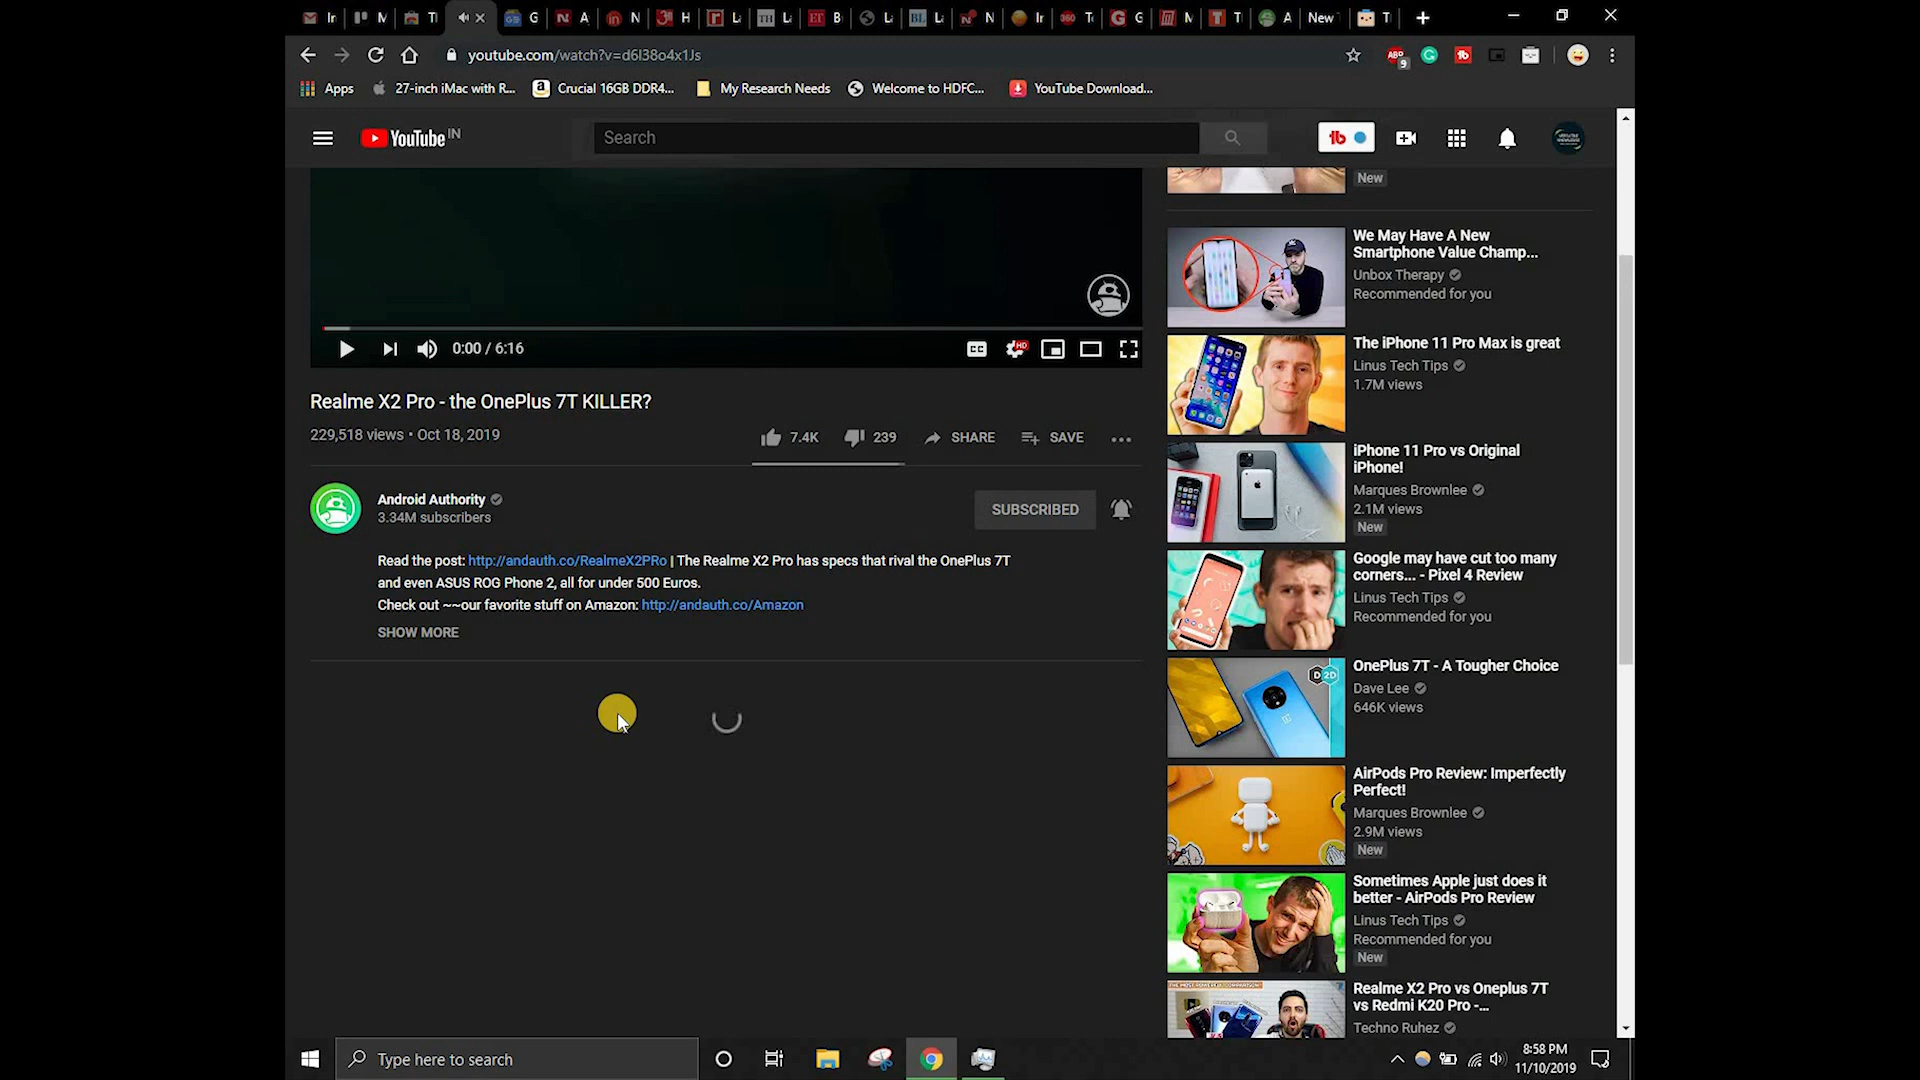 youtube.com/watch?v=d6l38o4x1Js
Apps
27-inch iMac with R...
Crucial 16GB DDR4...
My Research Needs
Welcome to HDFC...
YouTube Download...
YouTube IN
Search
New
We May Have A New
Smartphone Value Champ...
Unbox Therapy
Recommended for you
The iPhone 11 Pro Max is great
Linus Tech Tips
1.7M views
0:00 / 6:16
CC
HD
Realme X2 Pro - the OnePlus 7T KILLER?
229,518 views • Oct 18, 2019
7.4K
239
SHARE
SAVE
iPhone 11 Pro vs Original
iPhone!
Marques Brownlee
2.1M views
New
Android Authority
3.34M subscribers
SUBSCRIBED
Read the post: http://andauth.co/RealmeX2PRo | The Realme X2 Pro has specs that rival the OnePlus 7T
and even ASUS ROG Phone 2, all for under 500 Euros.
Check out ~~our favorite stuff on Amazon: http://andauth.co/Amazon
SHOW MORE
Google may have cut too many
corners... - Pixel 4 Review
Linus Tech Tips
Recommended for you
OnePlus 7T - A Tougher Choice
Dave Lee
646K views
AirPods Pro Review: Imperfectly
Perfect!
Marques Brownlee
2.9M views
New
Sometimes Apple just does it
better - AirPods Pro Review
Linus Tech Tips
Recommended for you
New
Realme X2 Pro vs Oneplus 7T
vs Redmi K20 Pro -...
Techno Ruhez
Type here to search
8:58 PM
11/10/2019